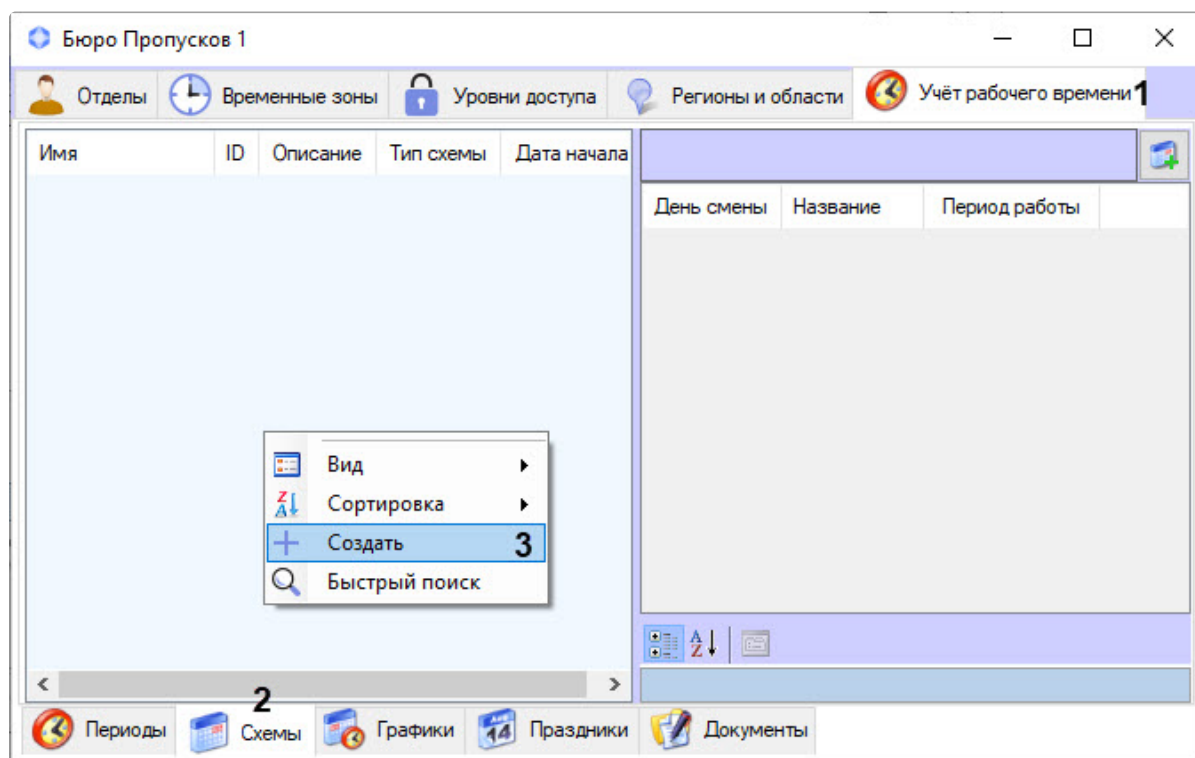 Бюро Пропусков 1
Отделы Временные зоны Уровни доступа Регионы и области Учёт рабочего времени 1
Имя ID Описание Тип схемы Дата начала
День смены Название Период работы
Вид
Сортировка
Создать 3
Быстрый поиск
2
Периоды Схемы Графики Праздники Документы